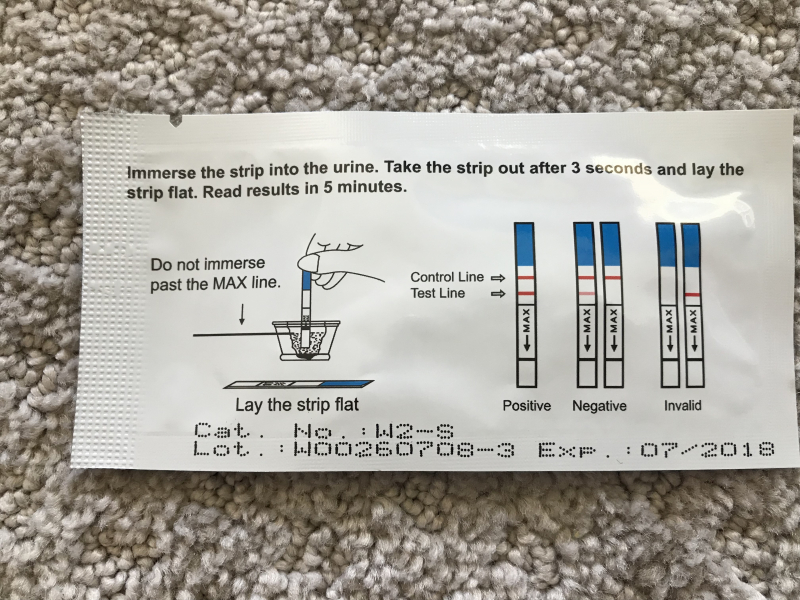 Immerse the strip into the urine. Take the strip out after 3 seconds and lay the
strip flat. Read results in 5 minutes.
Do not immerse
past the MAX line.
Control Line
Test Line
MAX
MAX
MAX
MAX
MAX
Lay the strip flat
Positive
Negative
Invalid
Cat. No.:W2-S
Lot.:W00260708-3 Exp.:07/2018